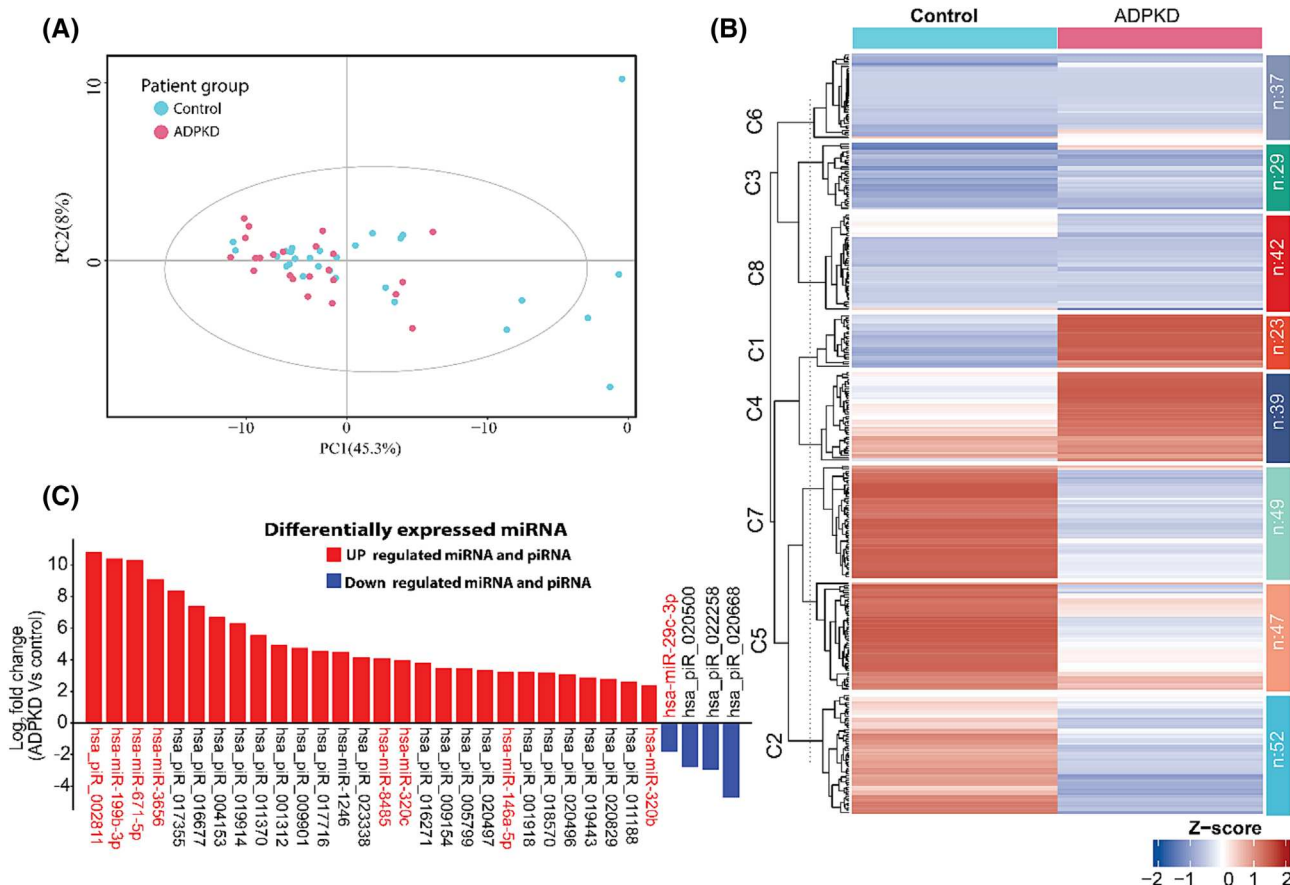 (A)
10
0
PC2(8%)
Patient group
Control
ADPKD
−10
0
−10
0
PC1(45.3%)
(B)
Control
ADPKD
C6
C3
C8
C1
C4
C7
C5
C2
n:37
n:29
n:42
n:23
n:39
n:49
n:47
n:52
Z−score
−2 −1 0 1 2
(C)
Differentially expressed miRNA
UP regulated miRNA and piRNA
Down regulated miRNA and piRNA
Log2 fold change
(ADPKD Vs control)
10
8
6
4
2
0
−2
−4
hsa_piR_002811
hsa-miR-199b-3p
hsa-miR-671-5p
hsa-miR-3656
hsa_piR_017355
hsa_piR_016677
hsa_piR_004153
hsa_piR_019914
hsa_piR_001370
hsa_piR_001312
hsa_piR_009901
hsa_piR_017716
hsa-miR-1246
hsa_piR_023338
hsa-miR-8485
hsa-miR-320c
hsa_piR_016271
hsa_piR_009154
hsa_piR_005799
hsa_piR_020497
hsa-miR-146a-5p
hsa_piR_001918
hsa_piR_018570
hsa_piR_020496
hsa_piR_019443
hsa_piR_020829
hsa_piR_011188
hsa-miR-320b
hsa-miR-29c-3p
hsa_piR_020500
hsa_piR_022258
hsa_piR_020668